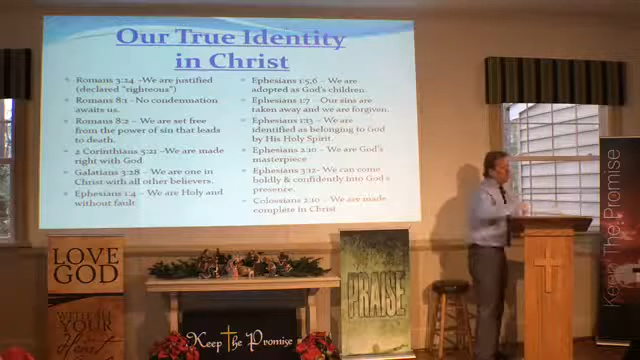 Our True Identity
in Christ
Romans 3:24 -We are justified
(declared "righteous")
Romans 8:1 - No condemnation
awaits us.
Romans 8:2 - We are set free
from the power of sin that leads
to death.
2 Corinthians 5:21 -We are made
right with God
Galatians 3:28 - We are one in
Christ with all other believers.
Ephesians 1:4 - We are Holy and
without fault
Ephesians 1:5,6 - We are
adopted as God's children.
Ephesians 1:7 - Our sins are
taken away and we are forgiven.
Ephesians 1:13 - We are
identified as belonging to God
by His Holy Spirit.
Ephesians 2:10 - We are God's
masterpiece
Ephesians 3:12- We can come
boldly & confidently into God's
presence.
Colossians 2:10 - We are made
complete in Christ
LOVE
GOD
WITH ALL
YOUR
Heart
Keep The Promise
PRAISE
Keep The Promise